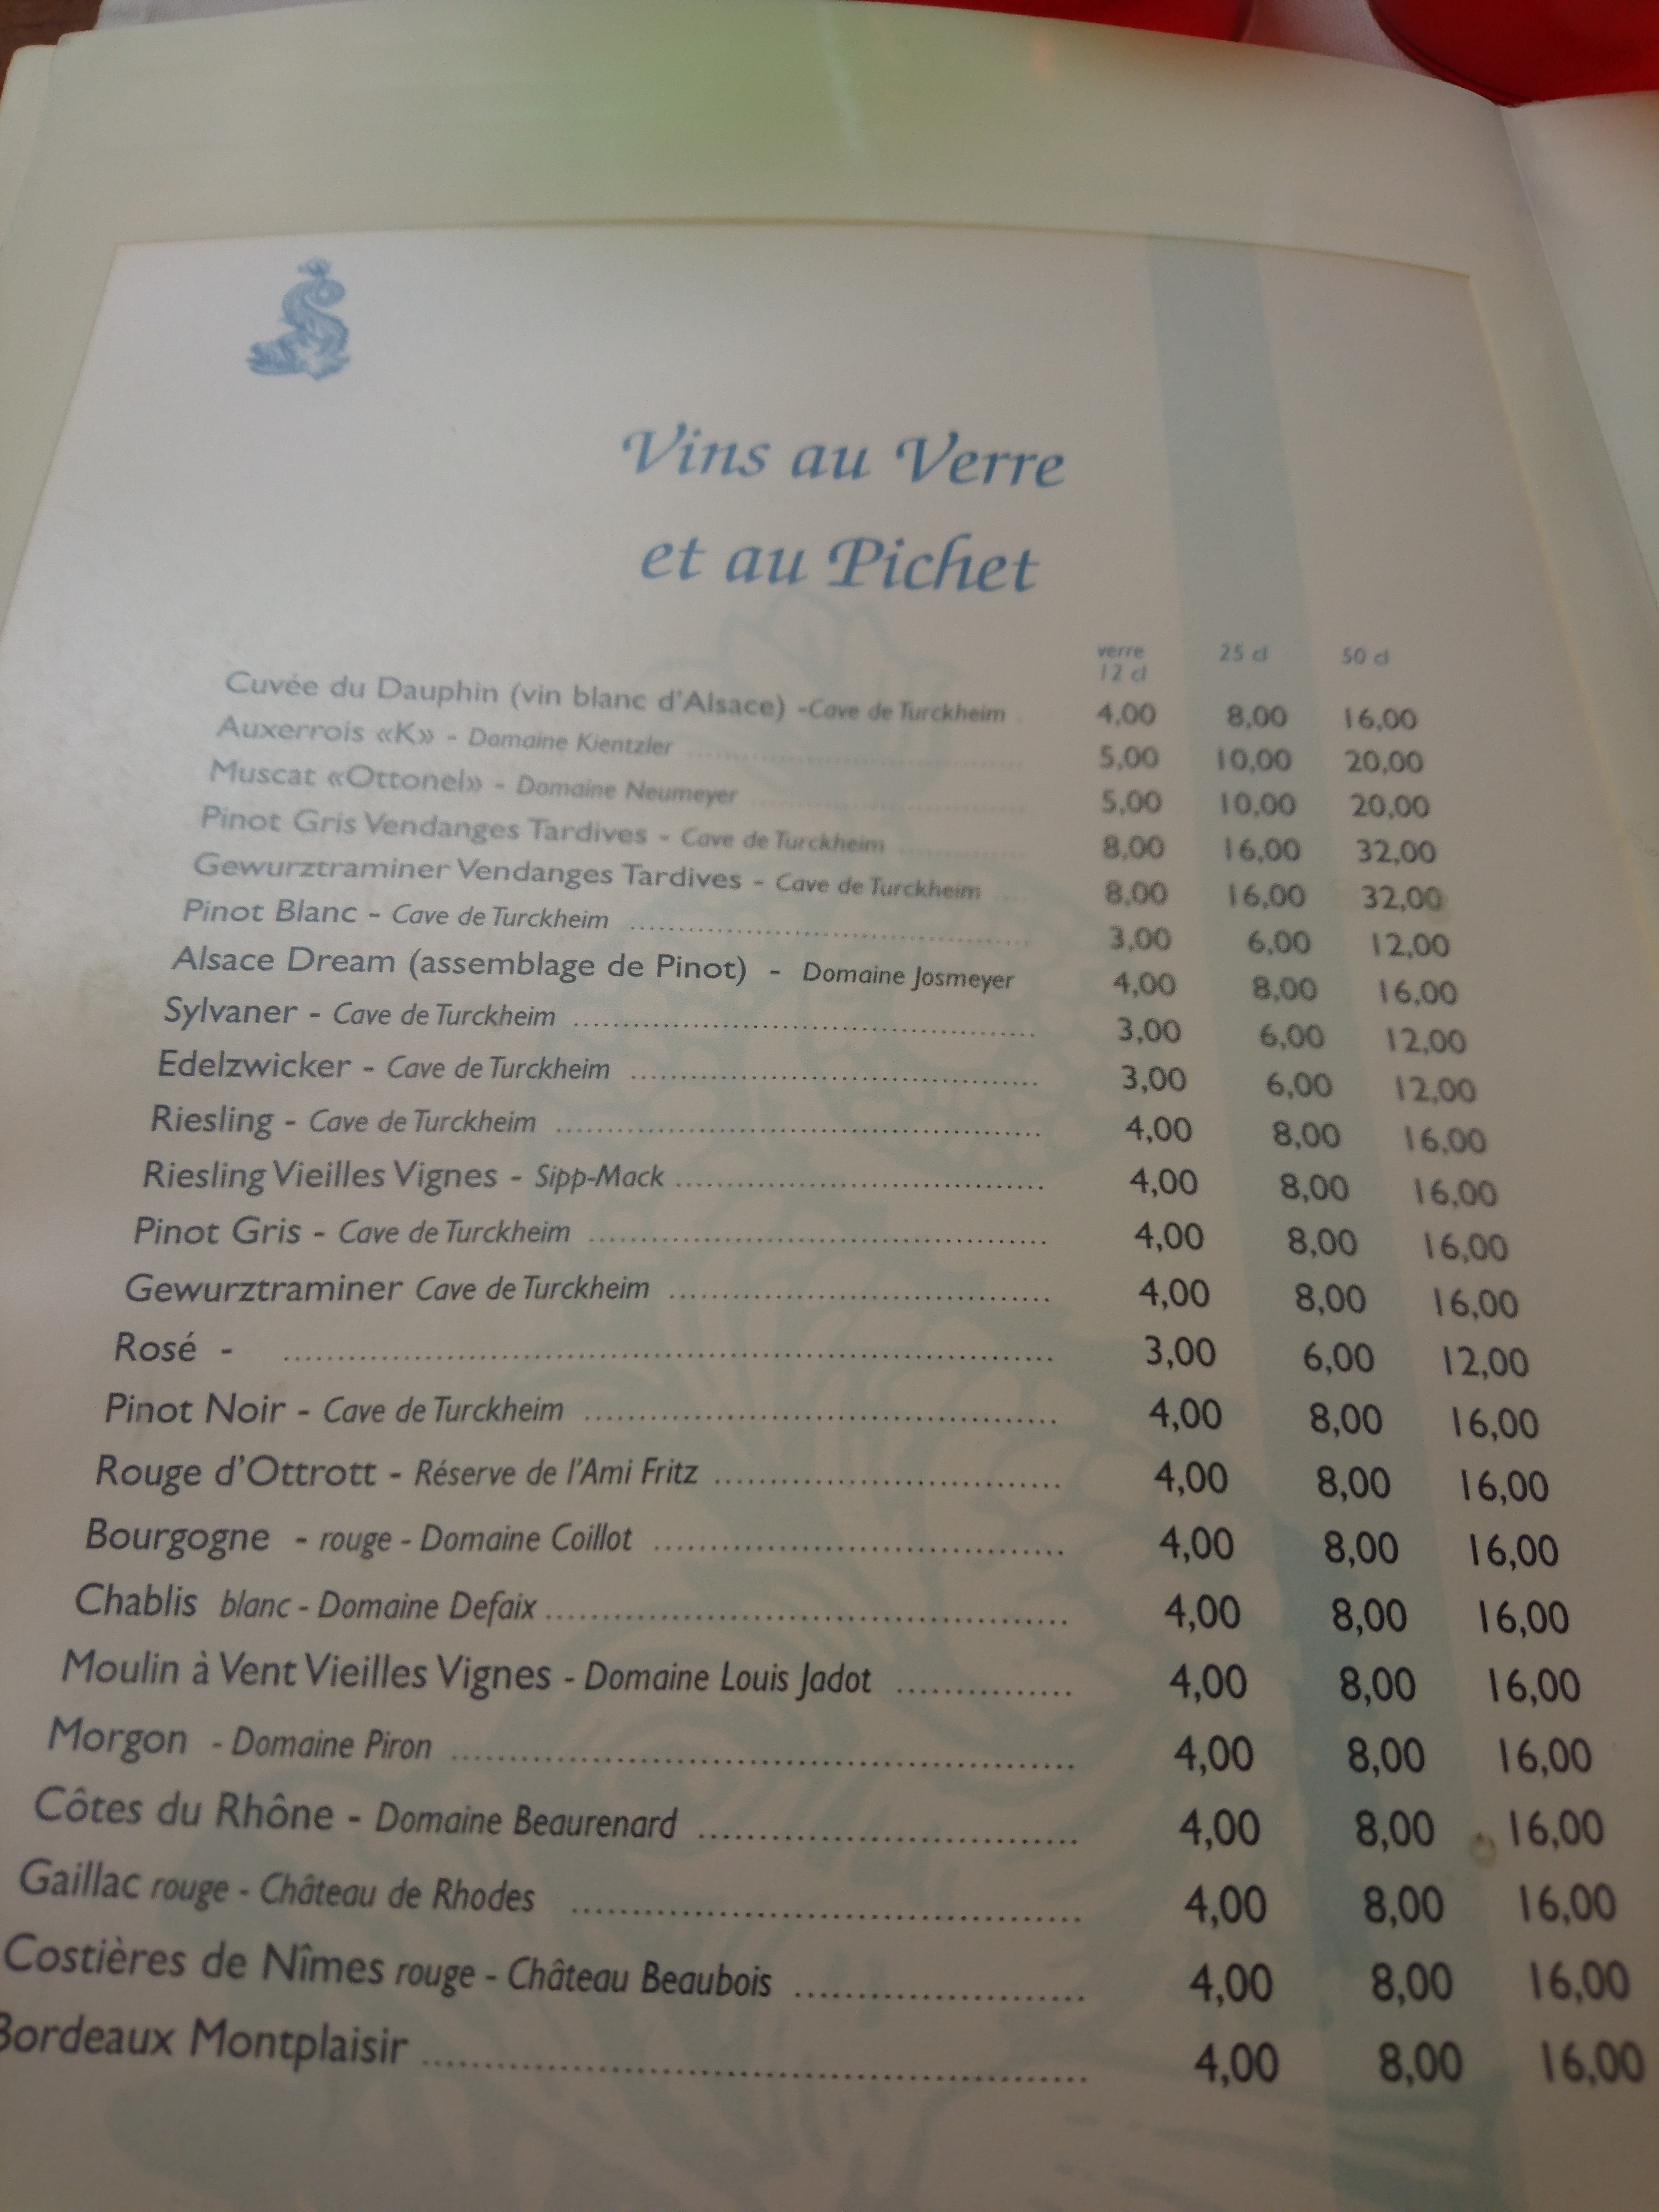 Vins au Verre
et au Pichet
verre 25 cl 50 cl
12 cl
Cuvée du Dauphin (vin blanc d'Alsace) -Cave de Turckheim . 4,00 8,00 16,00
Auxerrois «K» - Domaine Kientzler ........ 5,00 10,00 20,00
Muscat «Ottonel» - Domaine Neumeyer ........ 5,00 10,00 20,00
Pinot Gris Vendanges Tardives - Cave de Turckheim ........ 8,00 16,00 32,00
Gewurztraminer Vendanges Tardives - Cave de Turckheim .... 8,00 16,00 32,00
Pinot Blanc - Cave de Turckheim ........ 3,00 6,00 12,00
Alsace Dream (assemblage de Pinot) - Domaine Josmeyer 4,00 8,00 16,00
Sylvaner - Cave de Turckheim ........ 3,00 6,00 12,00
Edelzwicker - Cave de Turckheim ........ 3,00 6,00 12,00
Riesling - Cave de Turckheim ........ 4,00 8,00 16,00
Riesling Vieilles Vignes - Sipp-Mack ........ 4,00 8,00 16,00
Pinot Gris - Cave de Turckheim ........ 4,00 8,00 16,00
Gewurztraminer Cave de Turckheim ........ 4,00 8,00 16,00
Rosé - ........ 3,00 6,00 12,00
Pinot Noir - Cave de Turckheim ........ 4,00 8,00 16,00
Rouge d'Ottrott - Réserve de l'Ami Fritz ........ 4,00 8,00 16,00
Bourgogne - rouge - Domaine Coillot ........ 4,00 8,00 16,00
Chablis blanc - Domaine Defaix ........ 4,00 8,00 16,00
Moulin à Vent Vieilles Vignes - Domaine Louis Jadot ........ 4,00 8,00 16,00
Morgon - Domaine Piron ........ 4,00 8,00 16,00
Côtes du Rhône - Domaine Beaurenard ........ 4,00 8,00 16,00
Gaillac rouge - Château de Rhodes ........ 4,00 8,00 16,00
Costières de Nîmes rouge - Château Beaubois ........ 4,00 8,00 16,00
Bordeaux Montplaisir ........ 4,00 8,00 16,00